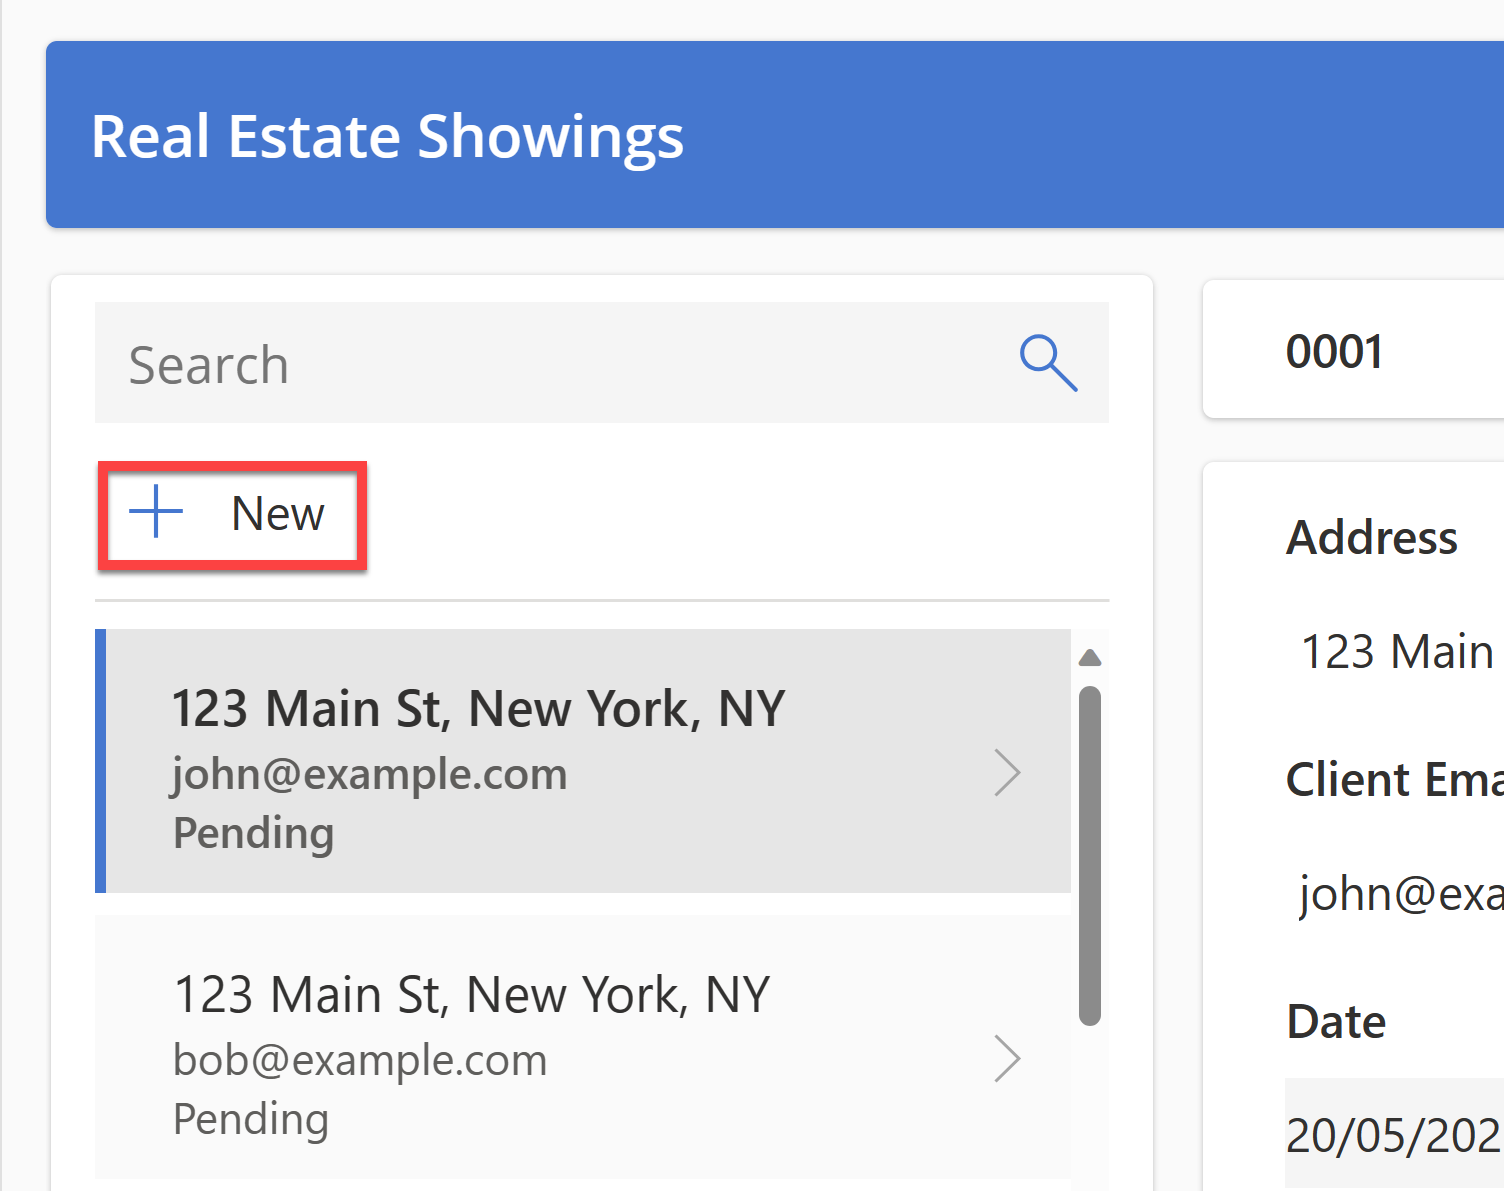 Real Estate Showings
Search
New
123 Main St, New York, NY
john@example.com
Pending
123 Main St, New York, NY
bob@example.com
Pending
0001
Address
123 Main
Client Ema
john@exa
Date
20/05/202